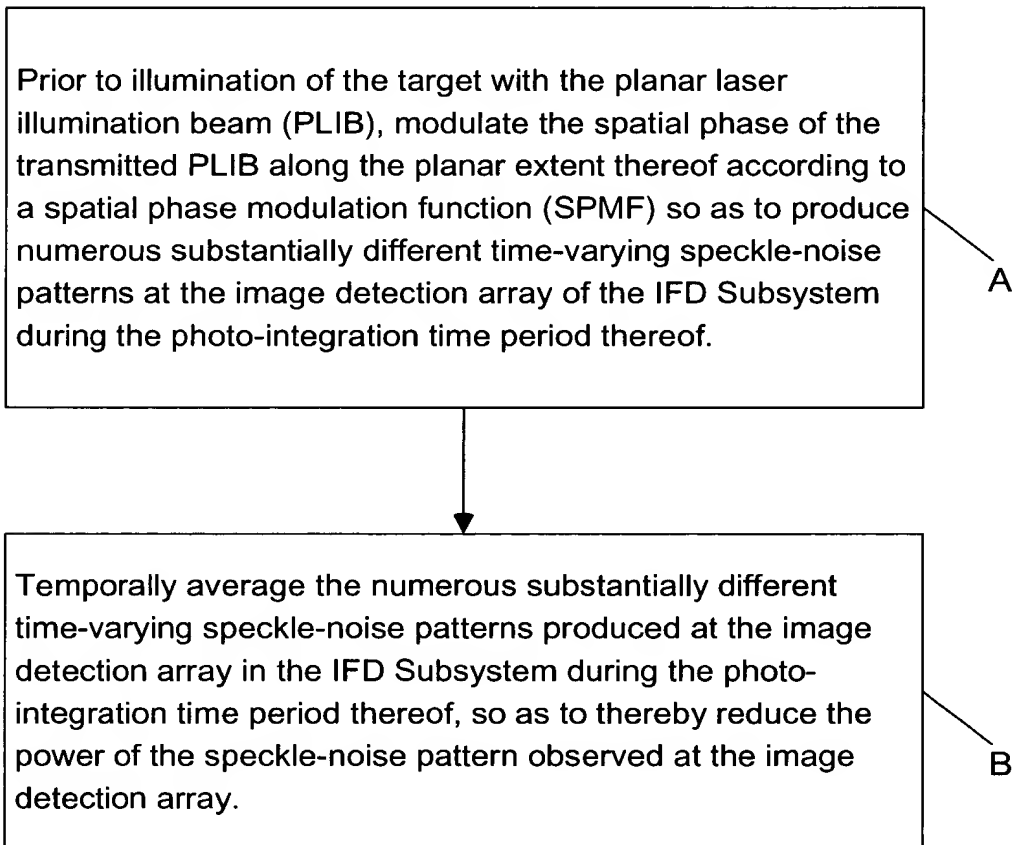 Prior to illumination of the target with the planar laser
illumination beam (PLIB), modulate the spatial phase of the
transmitted PLIB along the planar extent thereof according to
a spatial phase modulation function (SPMF) so as to produce
numerous substantially different time-varying speckle-noise
patterns at the image detection array of the IFD Subsystem
during the photo-integration time period thereof.
A
Temporally average the numerous substantially different
time-varying speckle-noise patterns produced at the image
detection array in the IFD Subsystem during the photo-
integration time period thereof, so as to thereby reduce the
power of the speckle-noise pattern observed at the image
detection array.
B